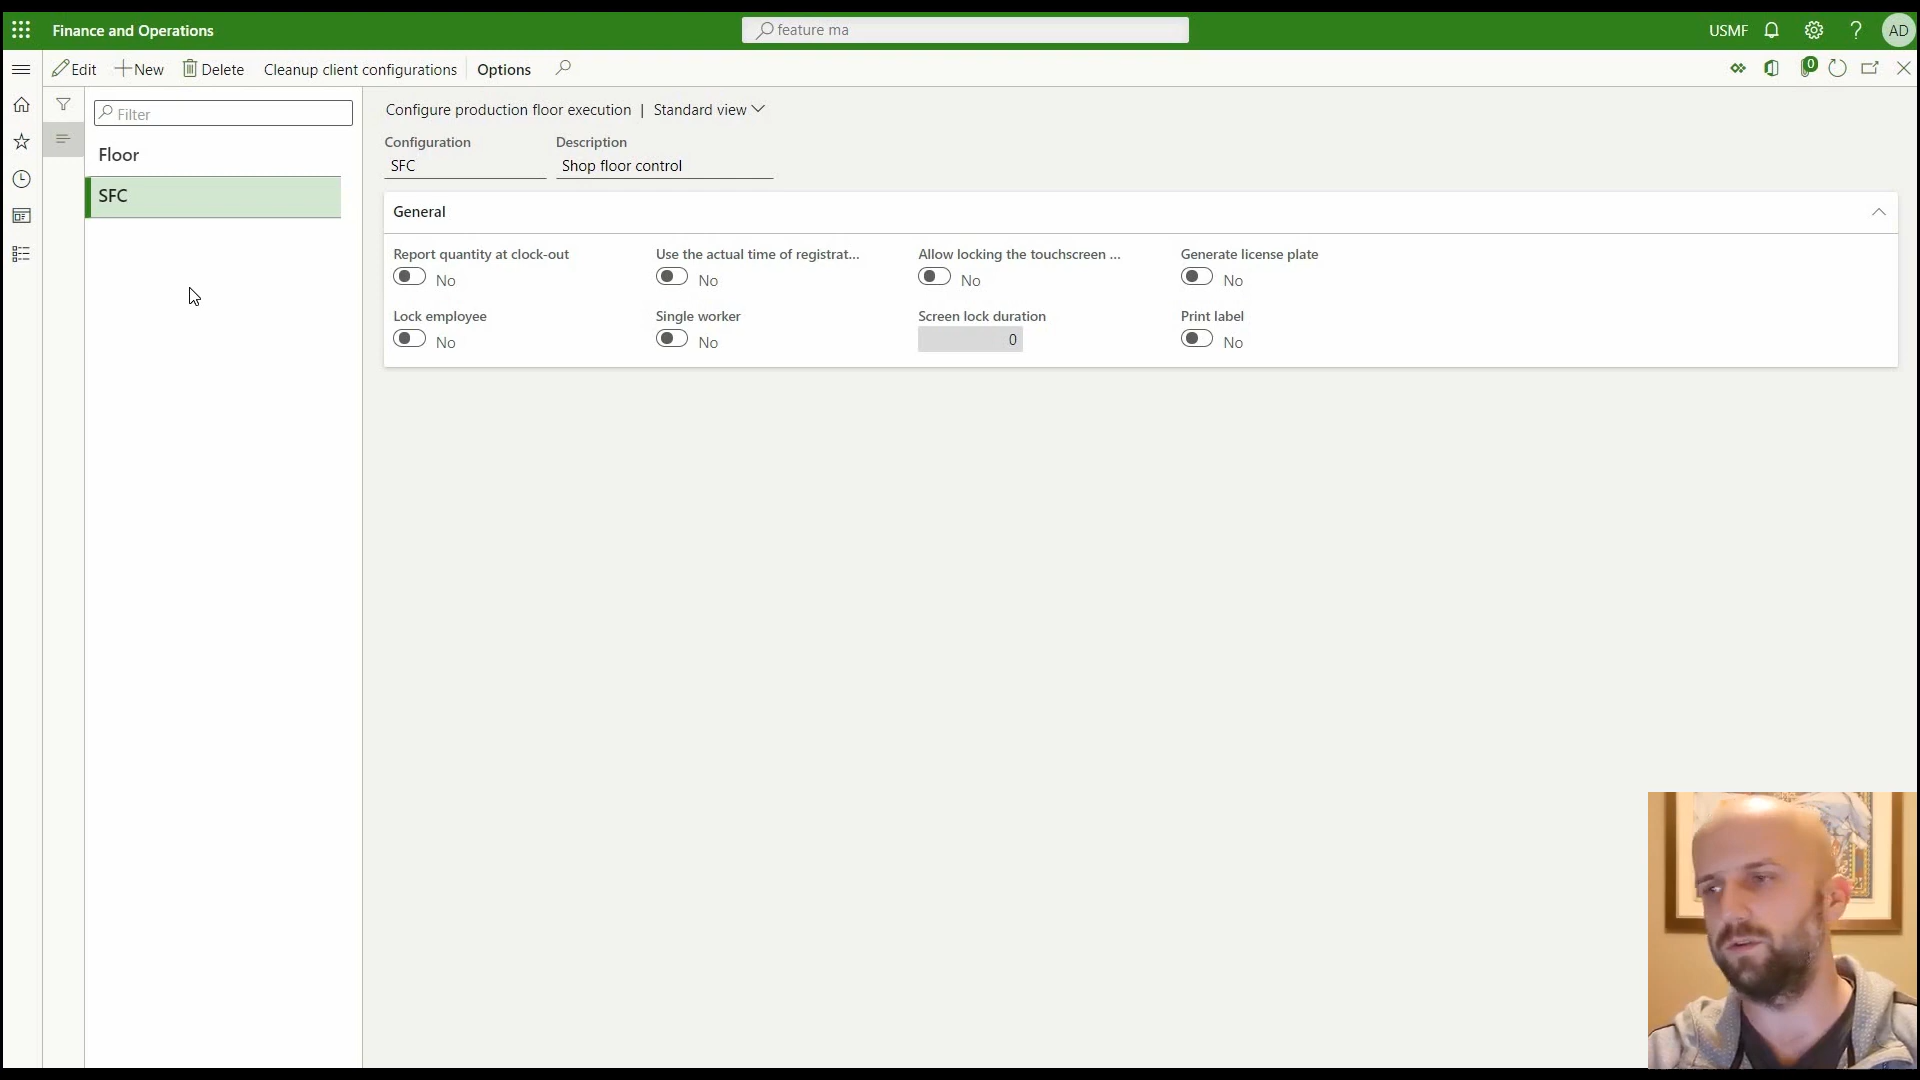 Finance and Operations
feature ma
USMF
?
AD
Edit
New
Delete
Cleanup client configurations
Options
0
Filter
Floor
SFC
Configure production floor execution | Standard view
Configuration
Description
SFC
Shop floor control
General
Report quantity at clock-out
Use the actual time of registrat...
Allow locking the touchscreen ...
Generate license plate
No
No
No
No
Lock employee
Single worker
Screen lock duration
Print label
No
No
0
No